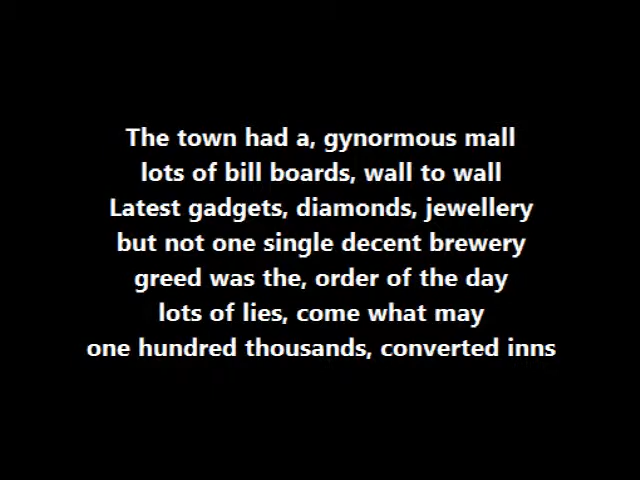 The town had a, gynormous mall
lots of bill boards, wall to wall
Latest gadgets, diamonds, jewellery
but not one single decent brewery
greed was the, order of the day
lots of lies, come what may
one hundred thousands, converted inns